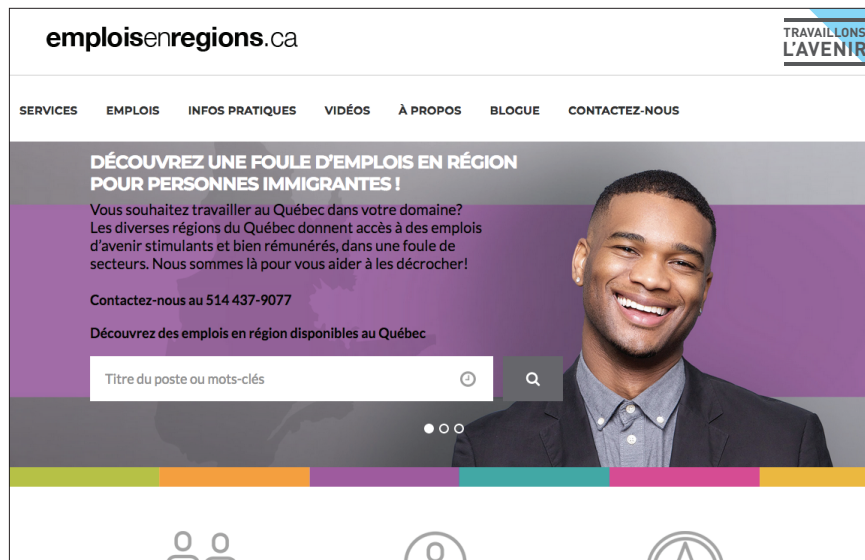 emploisenregions.ca
TRAVAILLONS
L'AVENIR
SERVICES EMPLOIS INFOS PRATIQUES VIDÉOS À PROPOS BLOGUE CONTACTEZ-NOUS
DÉCOUVREZ UNE FOULE D'EMPLOIS EN RÉGION
POUR PERSONNES IMMIGRANTES !
Vous souhaitez travailler au Québec dans votre domaine?
Les diverses régions du Québec donnent accès à des emplois
d'avenir stimulants et bien rémunérés, dans une foule de
secteurs. Nous sommes là pour vous aider à les décrocher!
Contactez-nous au 514 437-9077
Découvrez des emplois en région disponibles au Québec
Titre du poste ou mots-clés